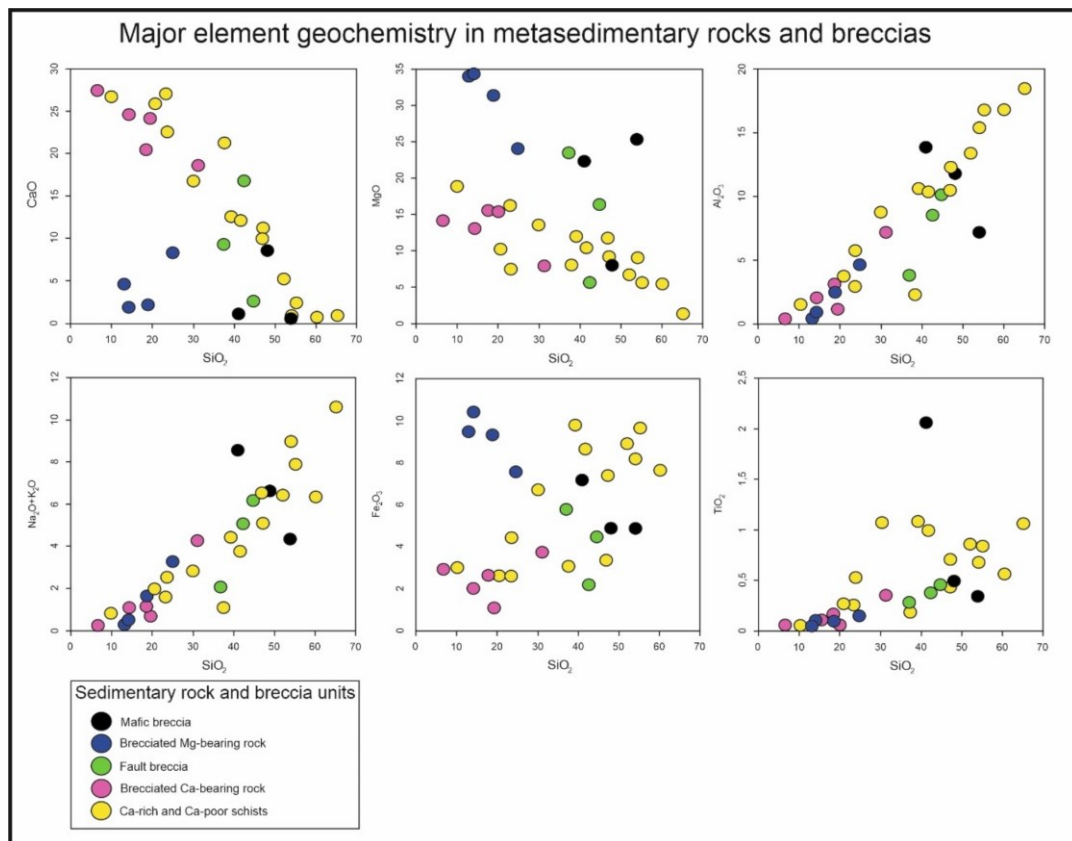 Major element geochemistry in metasedimentary rocks and breccias
30
25
20
15
10
5
0
CaO
0 10 20 30 40 50 60 70
SiO₂
35
30
25
20
15
10
5
0
MgO
0 10 20 30 40 50 60 70
SiO₂
20
15
10
5
0
Al₂O₃
0 10 20 30 40 50 60 70
SiO₂
12
10
8
6
4
2
0
Na₂O+K₂O
0 10 20 30 40 50 60 70
SiO₂
12
10
8
6
4
2
0
Fe₂O₃
0 10 20 30 40 50 60 70
SiO₂
2,5
2
1,5
1
0,5
0
TiO₂
0 10 20 30 40 50 60 70
SiO₂
Sedimentary rock and breccia units
Mafic breccia
Brecciated Mg-bearing rock
Fault breccia
Brecciated Ca-bearing rock
Ca-rich and Ca-poor schists